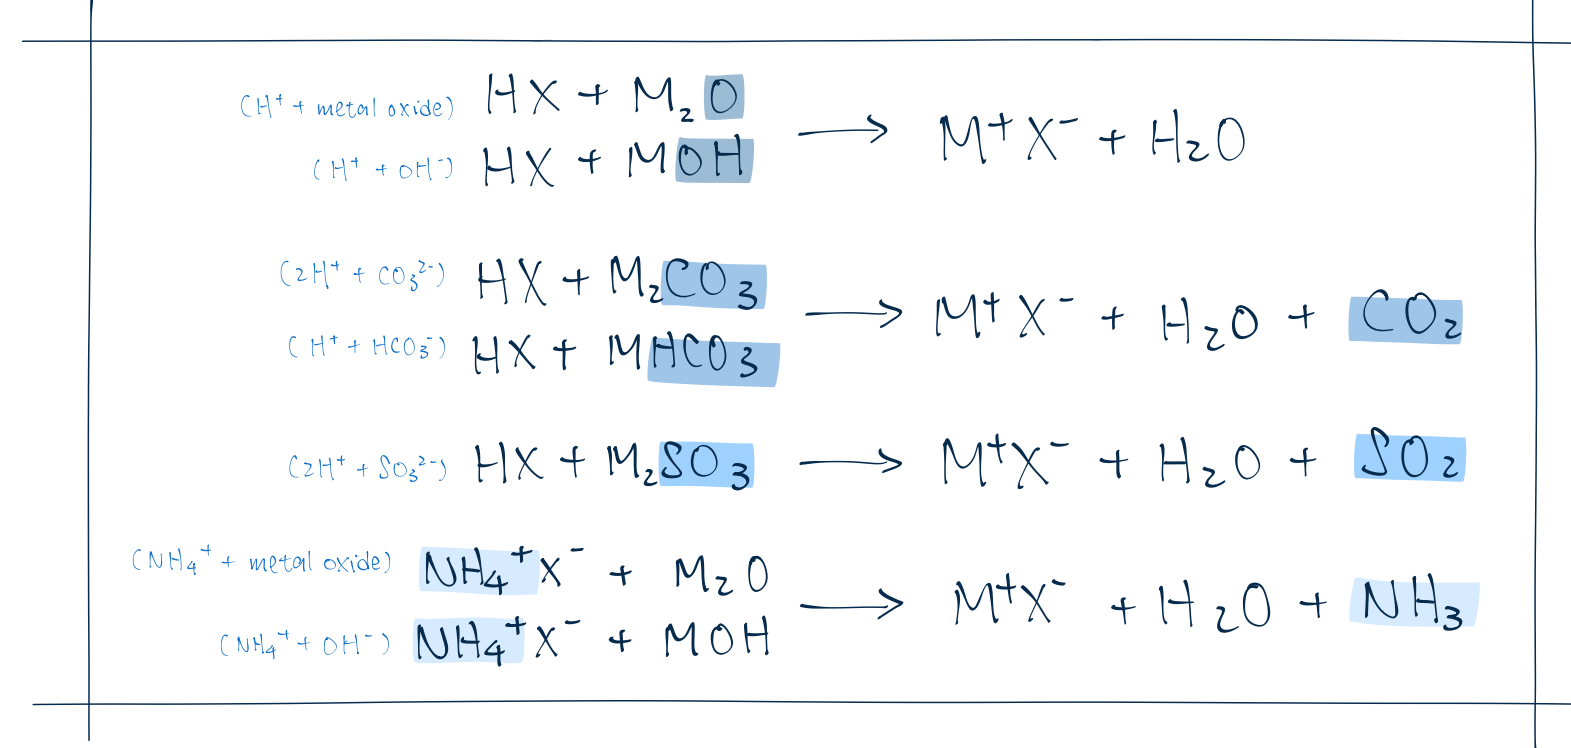 (H⁺ + metal oxide) HX + M₂O
⟶ M⁺X⁻ + H₂O
(H⁺ + OH⁻) HX + MOH
(2H⁺ + CO₃²⁻) HX + M₂CO₃
⟶ M⁺X⁻ + H₂O + CO₂
(H⁺ + HCO₃⁻) HX + MHCO₃
(2H⁺ + SO₃²⁻) HX + M₂SO₃ ⟶ M⁺X⁻ + H₂O + SO₂
(NH₄⁺ + metal oxide) NH₄⁺X⁻ + M₂O
⟶ M⁺X⁻ + H₂O + NH₃
(NH₄⁺ + OH⁻) NH₄⁺X⁻ + MOH